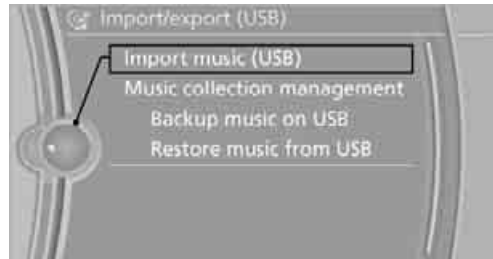 Import/export (USB)
Import music (USB)
Music collection management
Backup music on USB
Restore music from USB